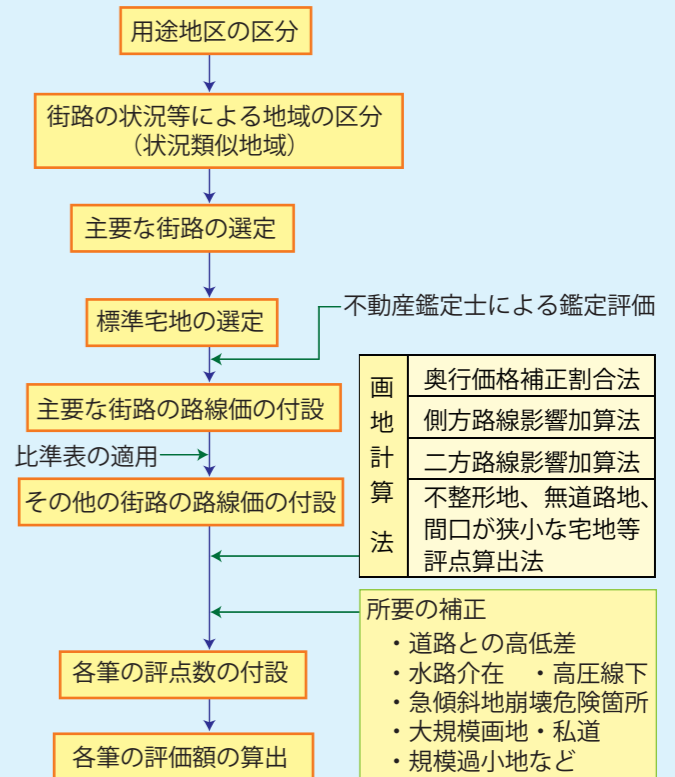 用途地区の区分
街路の状況等による地域の区分
（状況類似地域）
主要な街路の選定
標準宅地の選定
不動産鑑定士による鑑定評価
主要な街路の路線価の付設
比準表の適用
その他の街路の路線価の付設
画地計算法
奥行価格補正割合法
側方路線影響加算法
二方路線影響加算法
不整形地、無道路地、
間口が狭小な宅地等
評点算出法
所要の補正
・道路との高低差
・水路介在　・高圧線下
・急傾斜地崩壊危険箇所
・大規模画地・私道
・規模過小地など
各筆の評点数の付設
各筆の評価額の算出